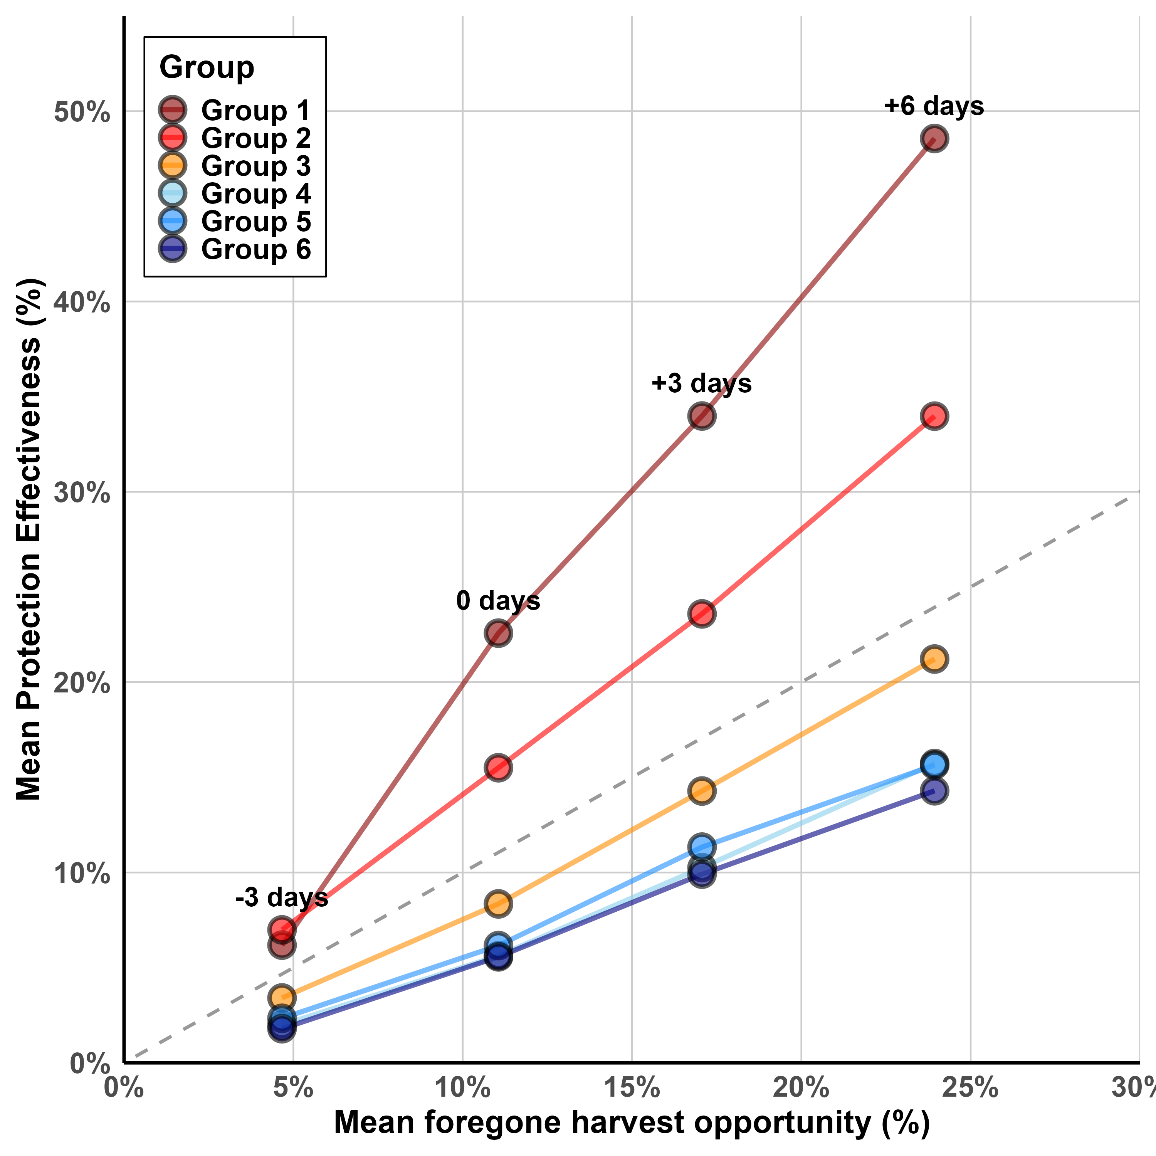 Group
Group 1
Group 2
Group 3
Group 4
Group 5
Group 6
+6 days
+3 days
0 days
-3 days
50%
40%
30%
20%
10%
0%
Mean Protection Effectiveness (%)
0%
5%
10%
15%
20%
25%
30%
Mean foregone harvest opportunity (%)